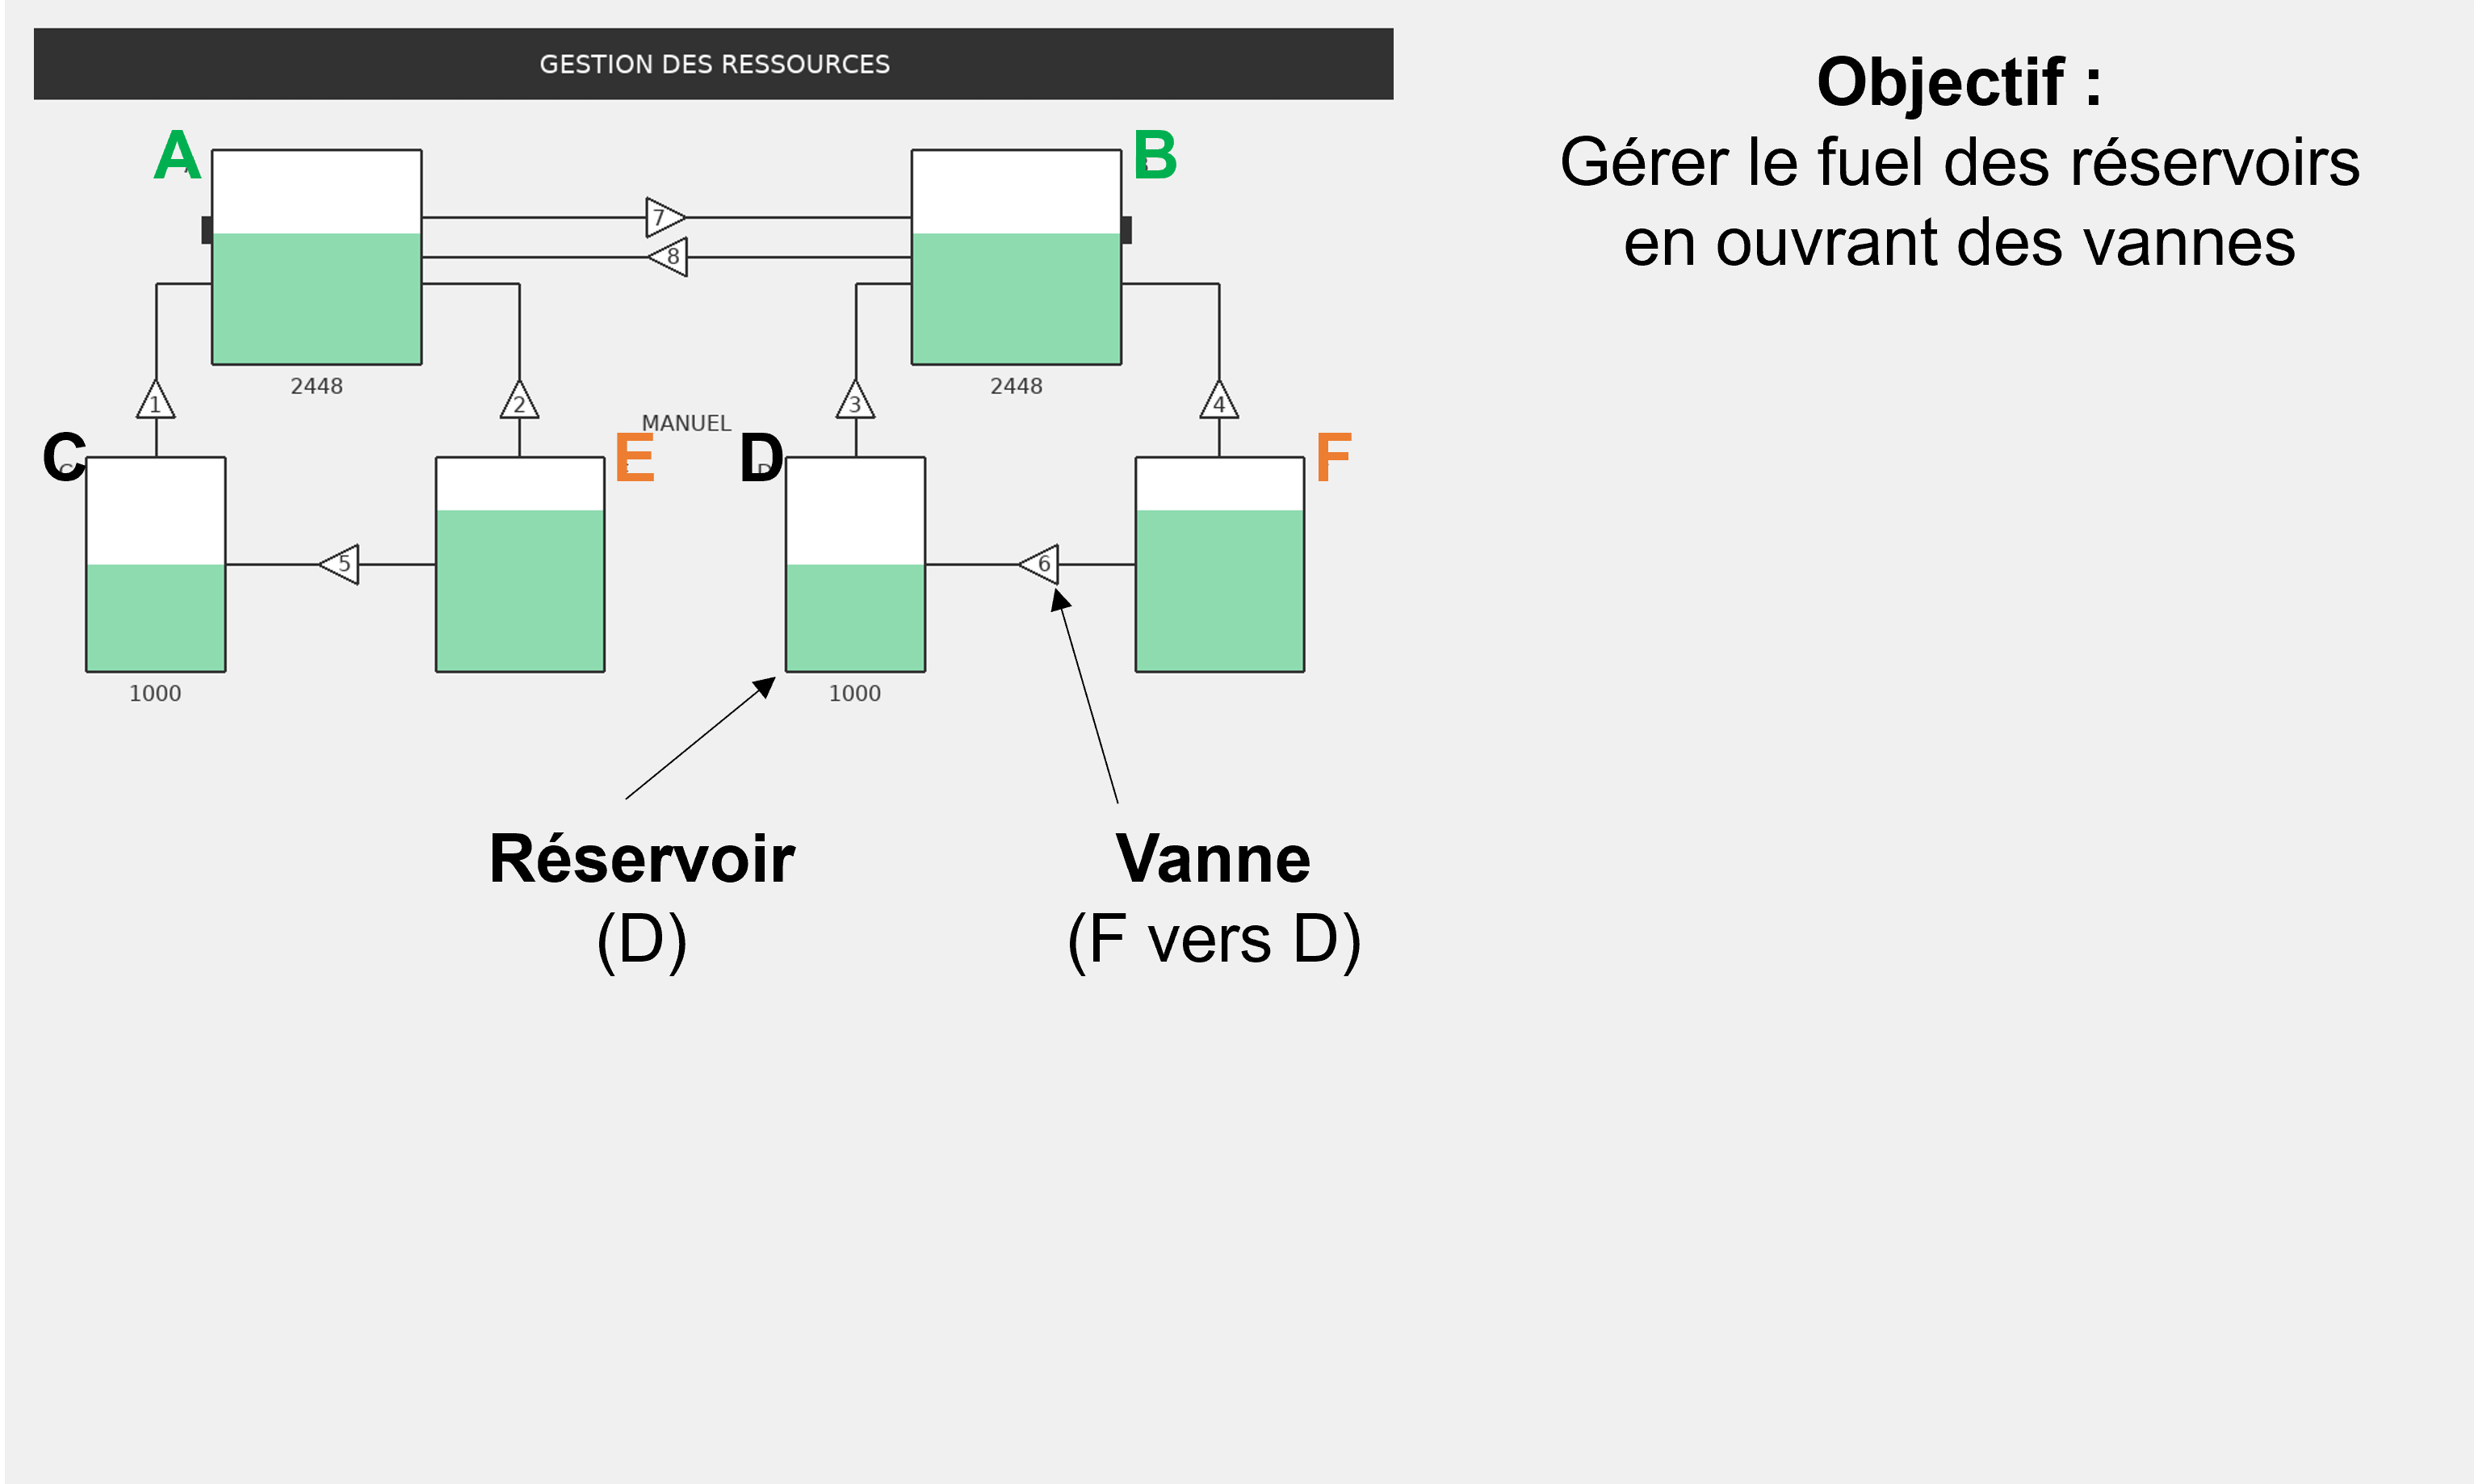 GESTION DES RESSOURCES
Objectif :
Gérer le fuel des réservoirs
en ouvrant des vannes
A
B
7
8
2448
2448
1
2
3
4
MANUEL
C
E
D
F
5
6
1000
1000
Réservoir
(D)
Vanne
(F vers D)